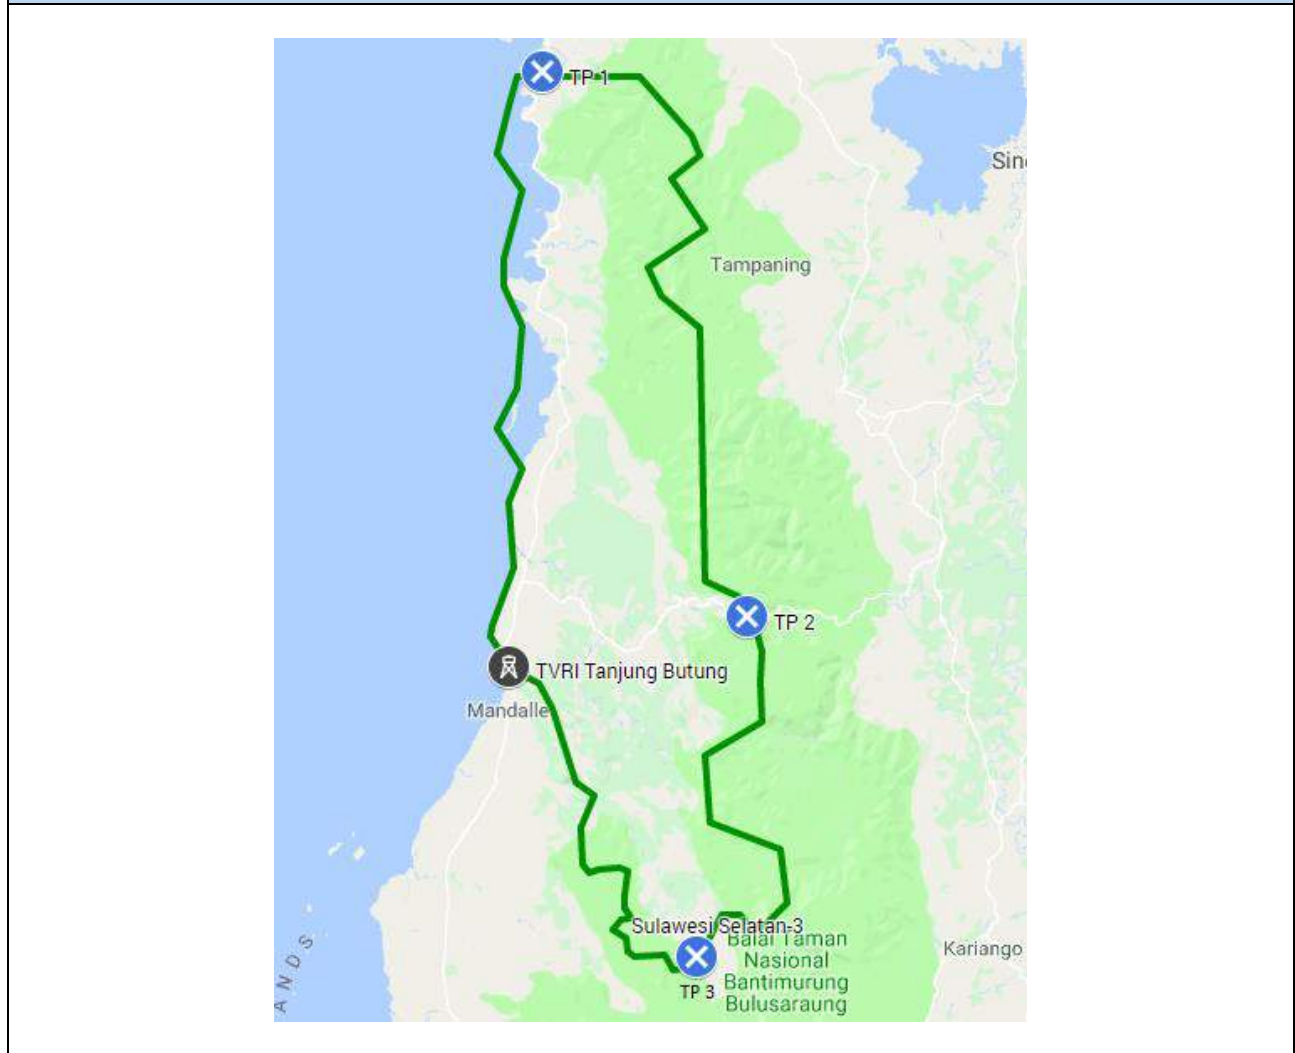 TP 1
Sin
Tampaning
TP 2
TVRI Tanjung Butung
Mandalle
Sulawesi Selatan-3
Balai Taman
Nasional
Bantimurung
Bulusaraung
Kariango
TP 3
ANDS